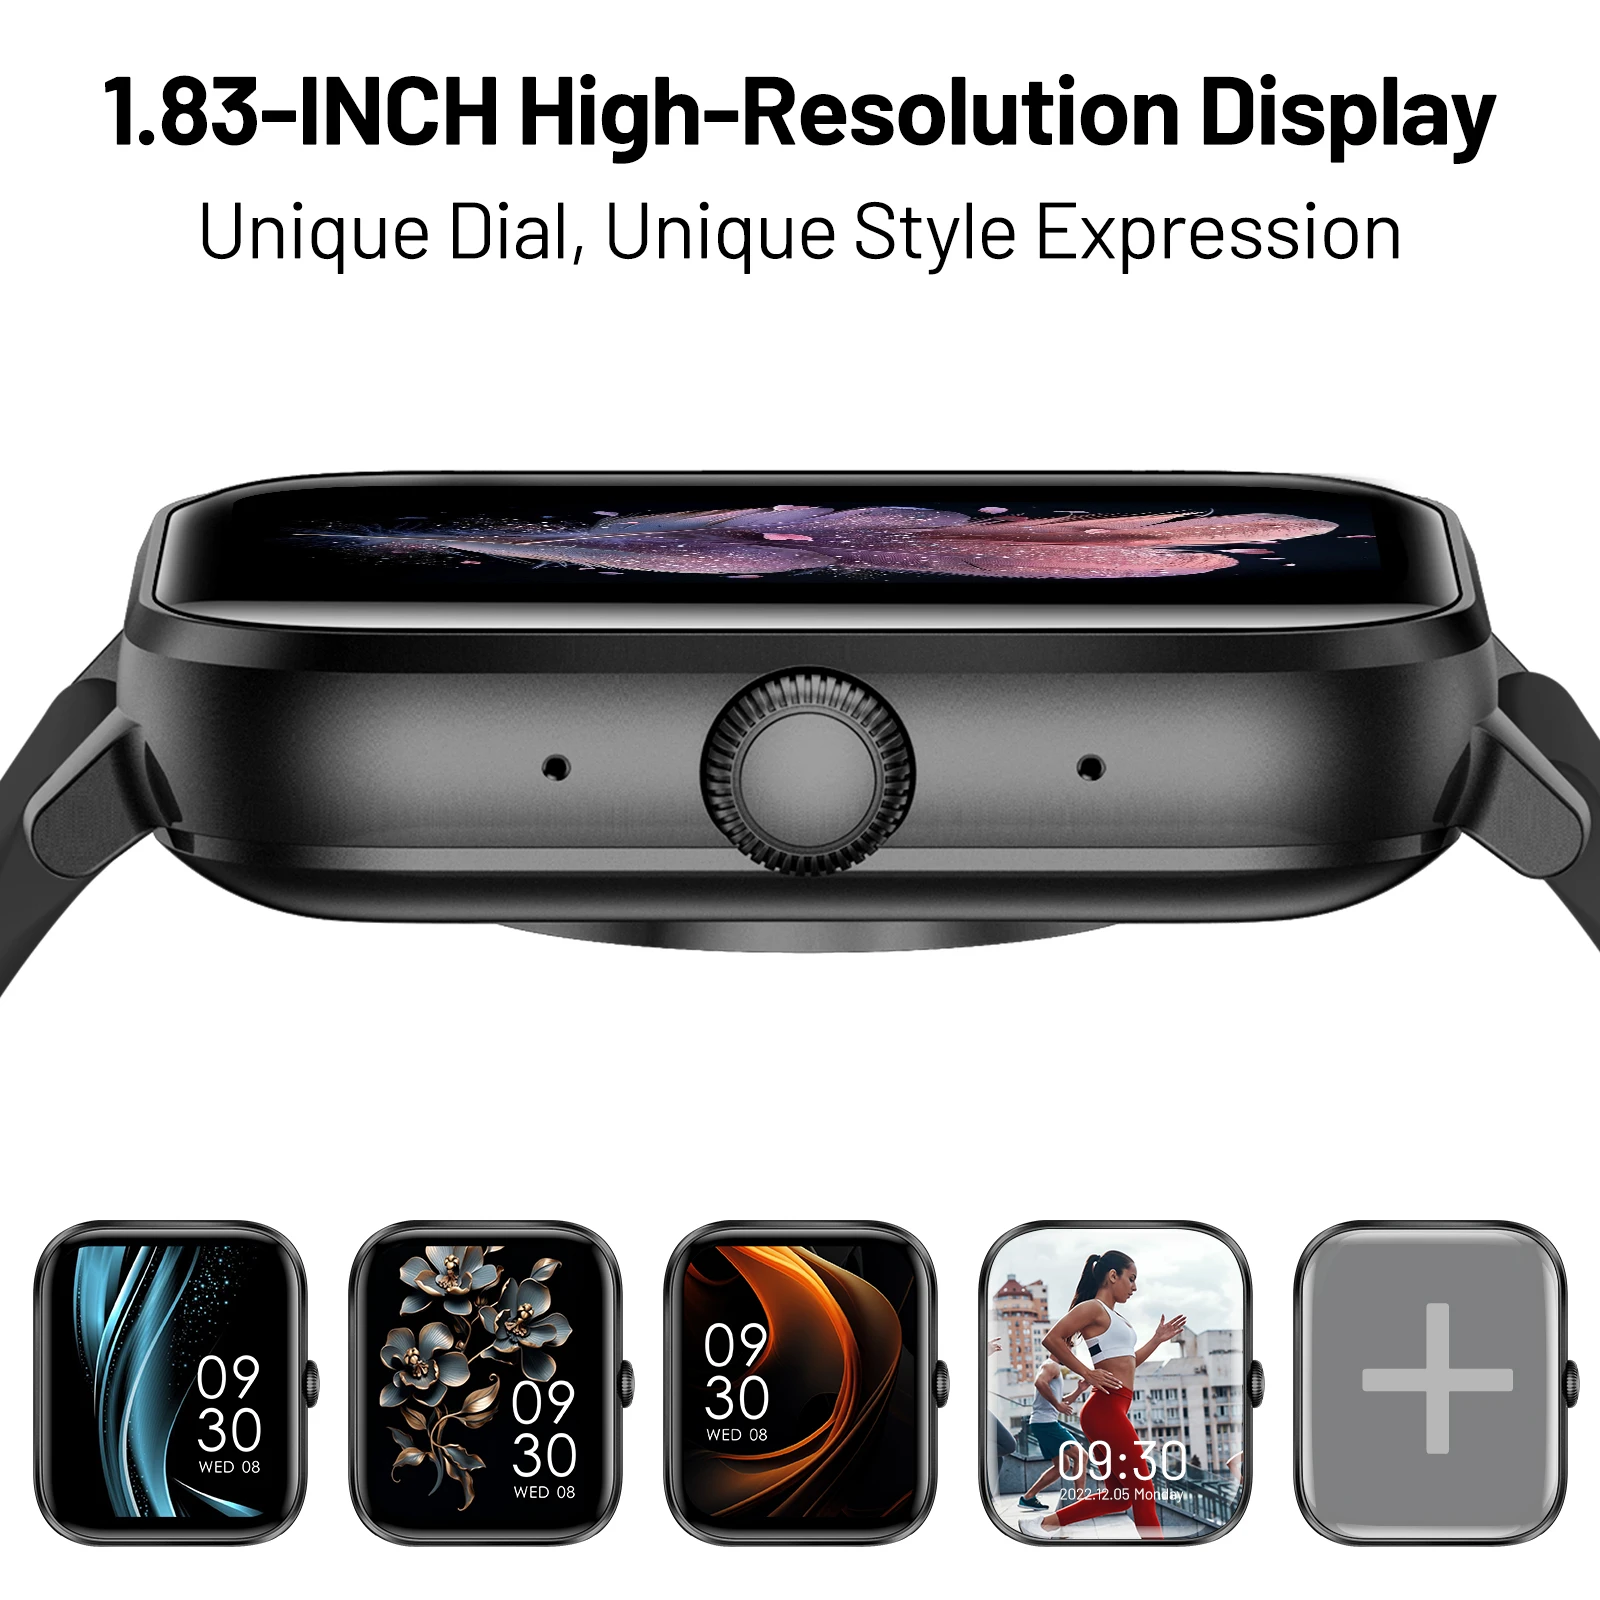 1.83-INCH High-Resolution Display
Unique Dial, Unique Style Expression
09
30
WED 08
09
30
WED 08
09
30
WED 08
09:30
2022.12.05 Monday